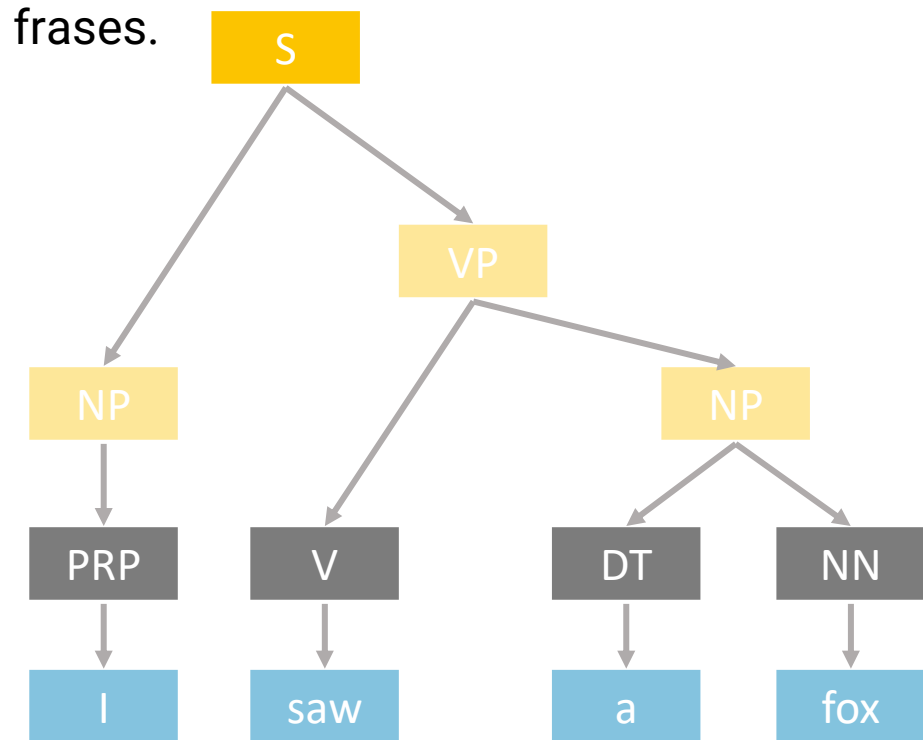 frases.
S
VP
NP NP
PRP V DT NN
I saw a fox